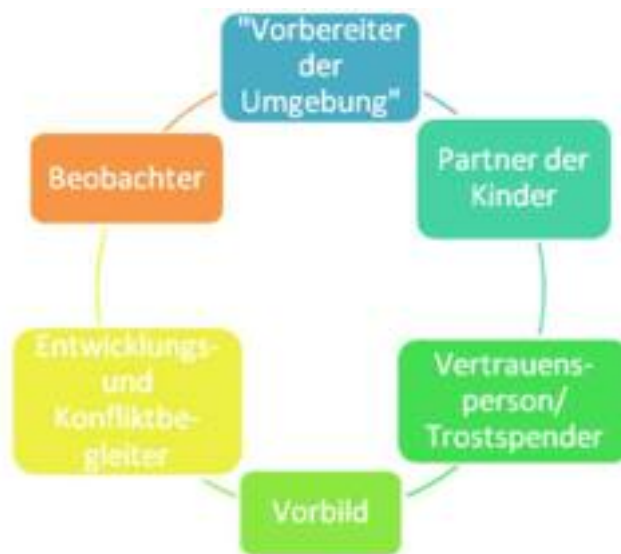 "Vorbereiter
der
Umgebung"
Partner der
Kinder
Vertrauens-
person/
Trostspender
Vorbild
Entwicklungs-
und
Konfliktbe-
gleiter
Beobachter